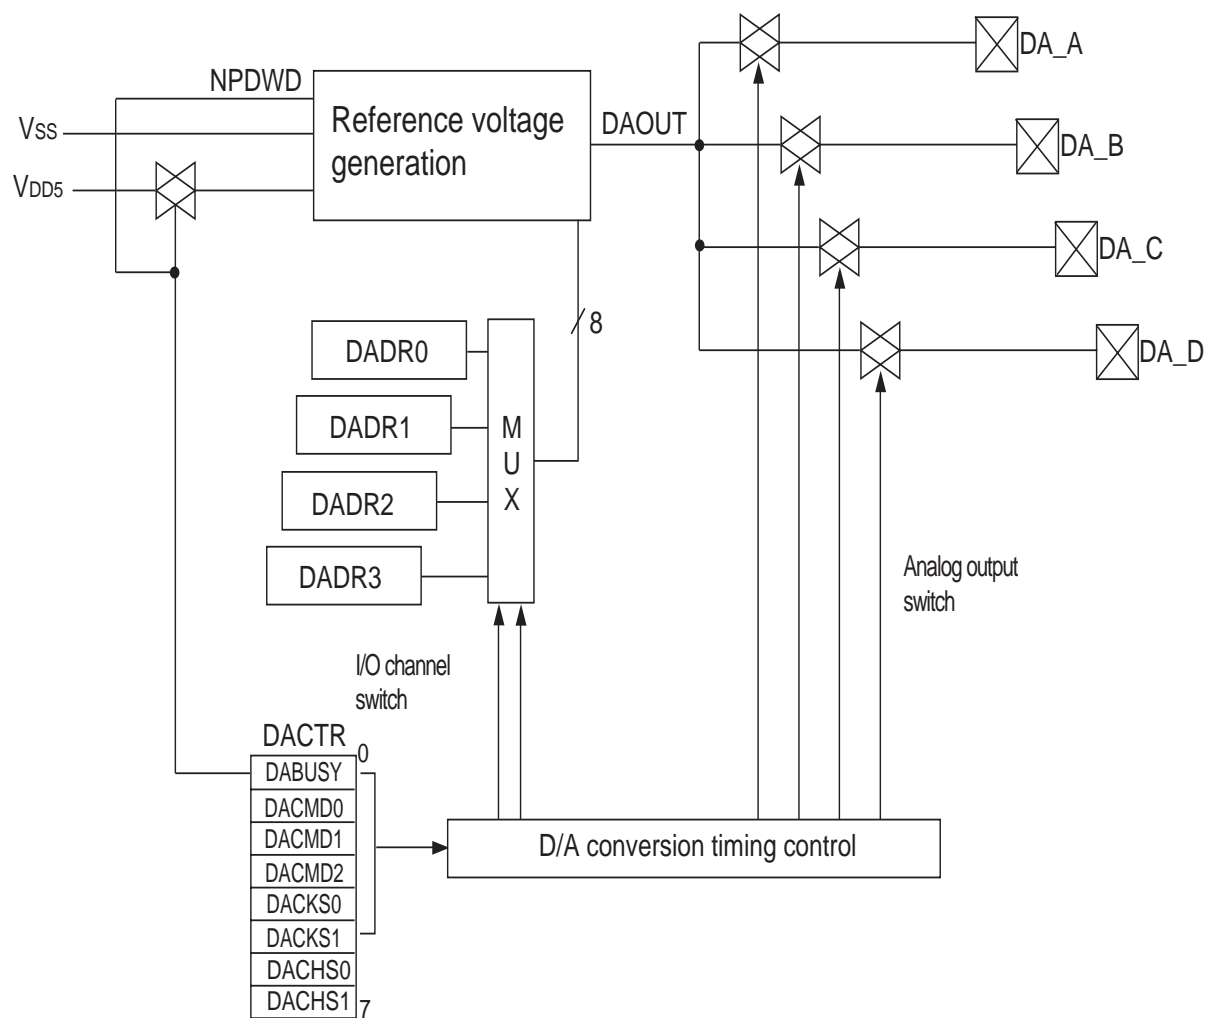 DA_A
NPDWD
Reference voltage
generation
DAOUT
VSS
DA_B
VDD5
DA_C
8
DADR0
DA_D
DADR1
M
U
X
DADR2
DADR3
Analog output
switch
I/O channel
switch
DACTR
0
DABUSY
DACMD0
DACMD1
DACMD2
DACKS0
DACKS1
DACHS0
DACHS1
7
D/A conversion timing control